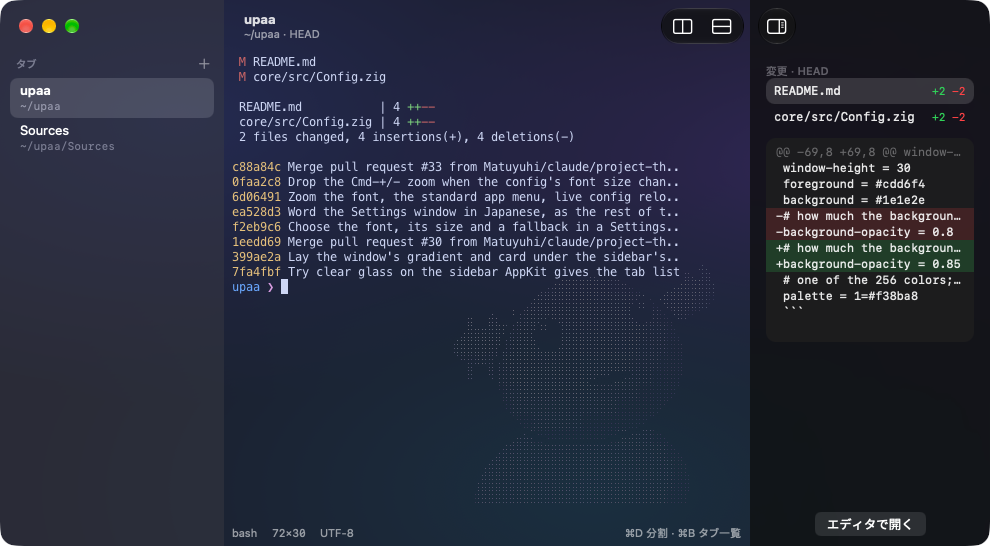 タブ
upaa
~/upaa
Sources
~/upaa/Sources
upaa
~/upaa · HEAD
M README.md
M core/src/Config.zig
README.md | 4 ++--
core/src/Config.zig | 4 ++--
2 files changed, 4 insertions(+), 4 deletions(-)
c88a84c Merge pull request #33 from Matuyuhi/claude/project-th..
0faa2c8 Drop the Cmd-+/- zoom when the config's font size chan..
6d06491 Zoom the font, the standard app menu, live config relo..
ea528d3 Word the Settings window in Japanese, as the rest of t..
f2eb9c6 Choose the font, its size and a fallback in a Settings..
1eedd69 Merge pull request #30 from Matuyuhi/claude/project-th..
399ae2a Lay the window's gradient and card under the sidebar's..
7fa4fbf Try clear glass on the sidebar AppKit gives the tab list
upaa ❯
bash 72×30 UTF-8
⌘D 分割 · ⌘B タブ一覧
変更 · HEAD
README.md +2 −2
core/src/Config.zig +2 −2
@@ -69,8 +69,8 @@ window-…
window-height = 30
foreground = #cdd6f4
background = #1e1e2e
-# how much the backgroun…
-background-opacity = 0.8
+# how much the backgroun…
+background-opacity = 0.85
# one of the 256 colors;…
palette = 1=#f38ba8
```
エディタで開く